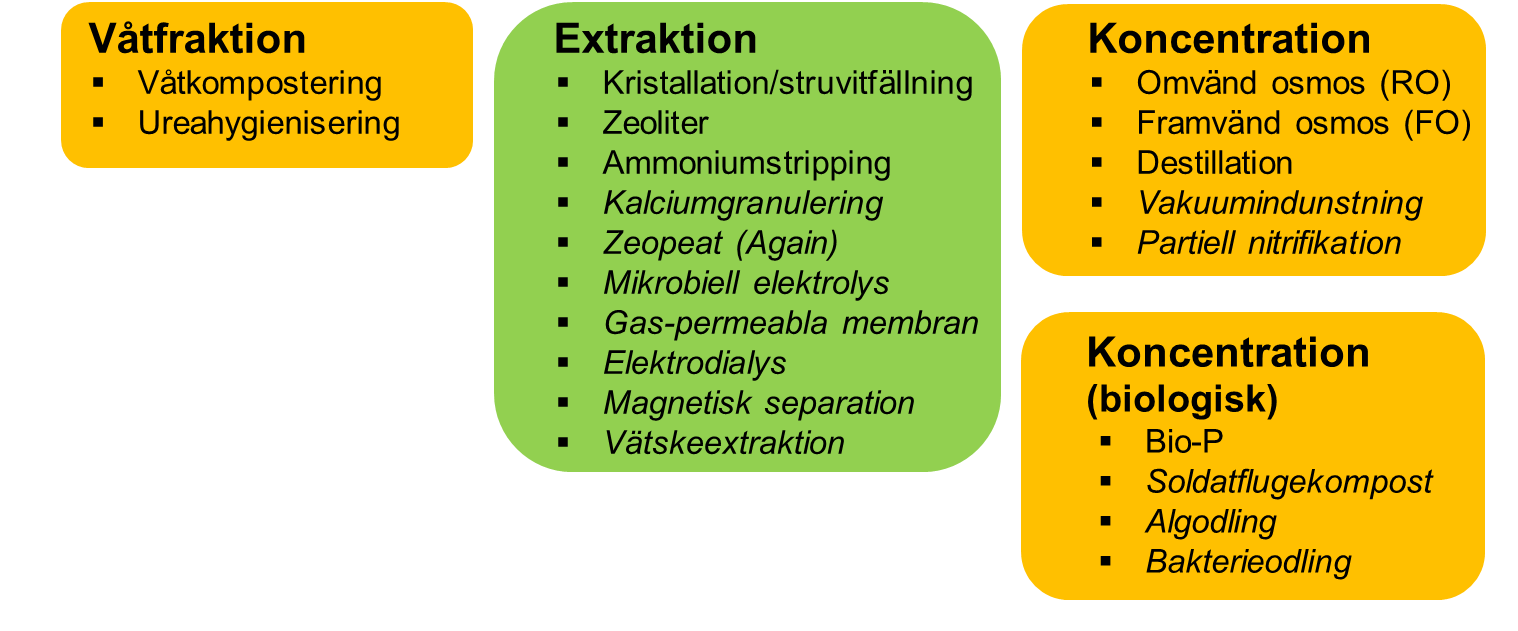 Våtfraktion
▪ Våtkompostering
▪ Ureahygienisering
Extraktion
▪ Kristallation/struvitfällning
▪ Zeoliter
▪ Ammoniumstripping
▪ Kalciumgranulering
▪ Zeopeat (Again)
▪ Mikrobiell elektrolys
▪ Gas-permeabla membran
▪ Elektrodialys
▪ Magnetisk separation
▪ Vätskeextraktion
Koncentration
▪ Omvänd osmos (RO)
▪ Framvänd osmos (FO)
▪ Destillation
▪ Vakuumindunstning
▪ Partiell nitrifikation
Koncentration
(biologisk)
▪ Bio-P
▪ Soldatflugekompost
▪ Algodling
▪ Bakterieodling